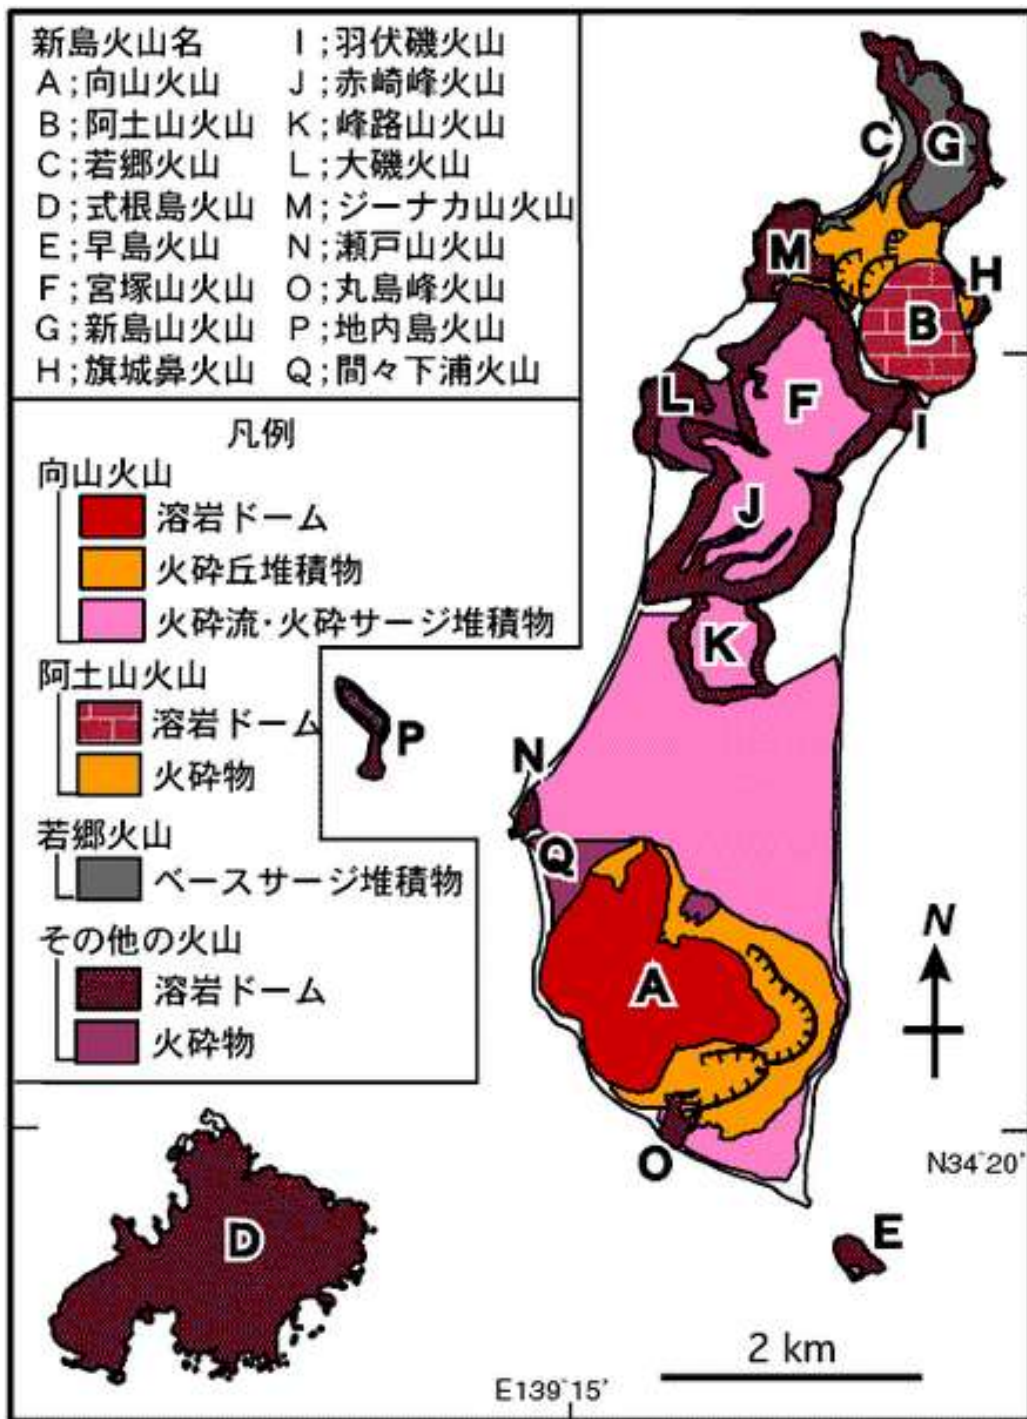 新島火山名
A;向山火山
B;阿土山火山
C;若郷火山
D;式根島火山
E;早島火山
F;宮塚山火山
G;新島山火山
H;旗城鼻火山
I;羽伏磯火山
J;赤崎峰火山
K;峰路山火山
L;大磯火山
M;ジーナカ山火山
N;瀬戸山火山
O;丸島峰火山
P;地内島火山
Q;間々下浦火山
凡例
向山火山
溶岩ドーム
火砕丘堆積物
火砕流・火砕サージ堆積物
阿土山火山
溶岩ドーム
火砕物
若郷火山
ベースサージ堆積物
その他の火山
溶岩ドーム
火砕物
C
G
M
H
B
L
F
I
J
K
P
N
Q
A
N
O
N34°20'
D
E
2 km
E139°15'